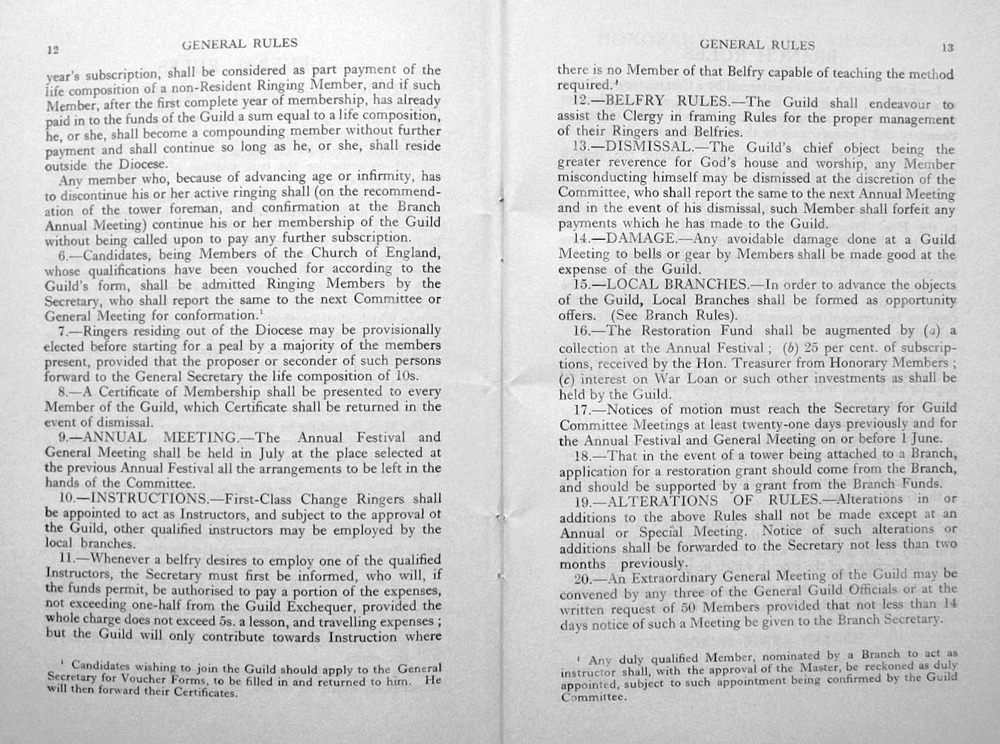 12
GENERAL RULES
year's subscription, shall be considered as part payment of the
life composition of a non-Resident Ringing Member, and if such
Member, after the first complete year of membership, has already
paid in to the funds of the Guild a sum equal to a life composition,
he, or she, shall become a compounding member without further
payment and shall continue so long as he, or she, shall reside
outside the Diocese.
Any member who, because of advancing age or infirmity, has
to discontinue his or her active ringing shall (on the recommend-
ation of the tower foreman, and confirmation at the Branch
Annual Meeting) continue his or her membership of the Guild
without being called upon to pay any further subscription.
6.—Candidates, being Members of the Church of England,
whose qualifications have been vouched for according to the
Guild's form, shall be admitted Ringing Members by the
Secretary, who shall report the same to the next Committee or
General Meeting for conformation.¹
7.—Ringers residing out of the Diocese may be provisionally
elected before starting for a peal by a majority of the members
present, provided that the proposer or seconder of such persons
forward to the General Secretary the life composition of 10s.
8.—A Certificate of Membership shall be presented to every
Member of the Guild, which Certificate shall be returned in the
event of dismissal.
9.—ANNUAL MEETING.—The Annual Festival and
General Meeting shall be held in July at the place selected at
the previous Annual Festival all the arrangements to be left in the
hands of the Committee.
10.—INSTRUCTIONS.—First-Class Change Ringers shall
be appointed to act as Instructors, and subject to the approval of
the Guild, other qualified instructors may be employed by the
local branches.
11.—Whenever a belfry desires to employ one of the qualified
Instructors, the Secretary must first be informed, who will, if
the funds permit, be authorised to pay a portion of the expenses,
not exceeding one-half from the Guild Exchequer, provided the
whole charge does not exceed 5s. a lesson, and travelling expenses ;
but the Guild will only contribute towards Instruction where
¹ Candidates wishing to join the Guild should apply to the General
Secretary for Voucher Forms, to be filled in and returned to him. He
will then forward their Certificates.
GENERAL RULES
13
there is no Member of that Belfry capable of teaching the method
required.¹
12.—BELFRY RULES.—The Guild shall endeavour to
assist the Clergy in framing Rules for the proper management
of their Ringers and Belfries.
13.—DISMISSAL.—The Guild's chief object being the
greater reverence for God's house and worship, any Member
misconducting himself may be dismissed at the discretion of the
Committee, who shall report the same to the next Annual Meeting
and in the event of his dismissal, such Member shall forfeit any
payments which he has made to the Guild.
14.—DAMAGE.—Any avoidable damage done at a Guild
Meeting to bells or gear by Members shall be made good at the
expense of the Guild.
15.—LOCAL BRANCHES.—In order to advance the objects
of the Guild, Local Branches shall be formed as opportunity
offers. (See Branch Rules).
16.—The Restoration Fund shall be augmented by (a) a
collection at the Annual Festival ; (b) 25 per cent. of subscrip-
tions, received by the Hon. Treasurer from Honorary Members ;
(c) interest on War Loan or such other investments as shall be
held by the Guild.
17.—Notices of motion must reach the Secretary for Guild
Committee Meetings at least twenty-one days previously and for
the Annual Festival and General Meeting on or before 1 June.
18.—That in the event of a tower being attached to a Branch,
application for a restoration grant should come from the Branch,
and should be supported by a grant from the Branch Funds.
19.—ALTERATIONS OF RULES.—Alterations in or
additions to the above Rules shall not be made except at an
Annual or Special Meeting. Notice of such alterations or
additions shall be forwarded to the Secretary not less than two
months previously.
20.—An Extraordinary General Meeting of the Guild may be
convened by any three of the General Guild Officials or at the
written request of 50 Members provided that not less than 14
days notice of such a Meeting be given to the Branch Secretary.
¹ Any duly qualified Member, nominated by a Branch to act as
instructor shall, with the approval of the Master, be reckoned as duly
appointed, subject to such appointment being confirmed by the Guild
Committee.